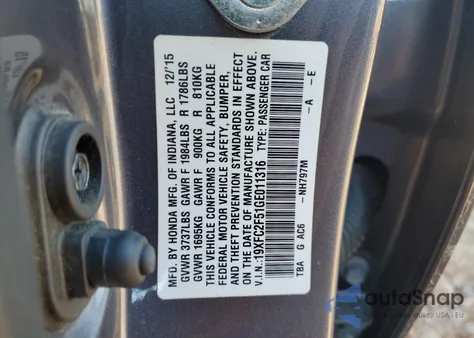 MFD. BY HONDA MFG. OF INDIANA, LLC 12/'15
GVWR 3737LBS GAWR F 1984LBS R 1786LBS
GVWR 1695KG GAWR F 900KG R 810KG
THIS VEHICLE CONFORMS TO ALL APPLICABLE
FEDERAL MOTOR VEHICLE SAFETY, BUMPER,
AND THEFT PREVENTION STANDARDS IN EFFECT
ON THE DATE OF MANUFACTURE SHOWN ABOVE.
V.I.N.:19XFC2F51GE011316 TYPE: PASSENGER CAR
TBA G AC6 -NH797M -A -E
autoSnap